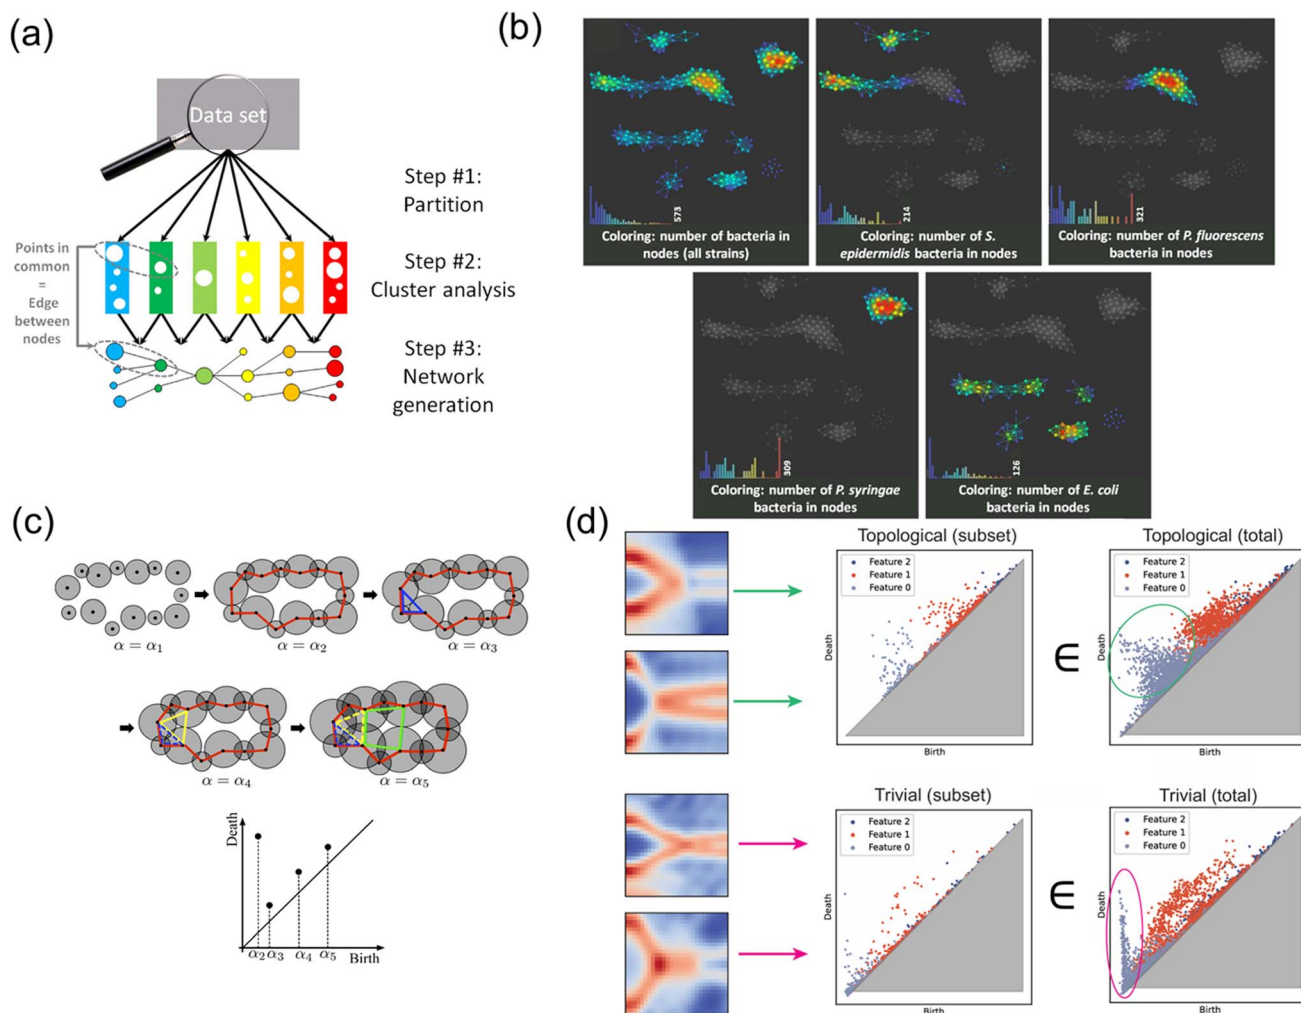 (a)
Data set
Step #1:
Partition
Points in
common
=
Edge
between
nodes
Step #2:
Cluster analysis
Step #3:
Network
generation
(b)
573
Coloring: number of bacteria in
nodes (all strains)
214
Coloring: number of S.
epidermidis bacteria in nodes
321
Coloring: number of P. fluorescens
bacteria in nodes
309
Coloring: number of P. syringae
bacteria in nodes
126
Coloring: number of E. coli
bacteria in nodes
(c)
α = α₁
α = α₂
α = α₃
α = α₄
α = α₅
Death
α₂ α₃ α₄ α₅ Birth
(d)
Topological (subset)
Feature 2
Feature 1
Feature 0
Death
Birth
∈
Topological (total)
Feature 2
Feature 1
Feature 0
Death
Birth
Trivial (subset)
Feature 2
Feature 1
Feature 0
Death
Birth
∈
Trivial (total)
Feature 2
Feature 1
Feature 0
Death
Birth